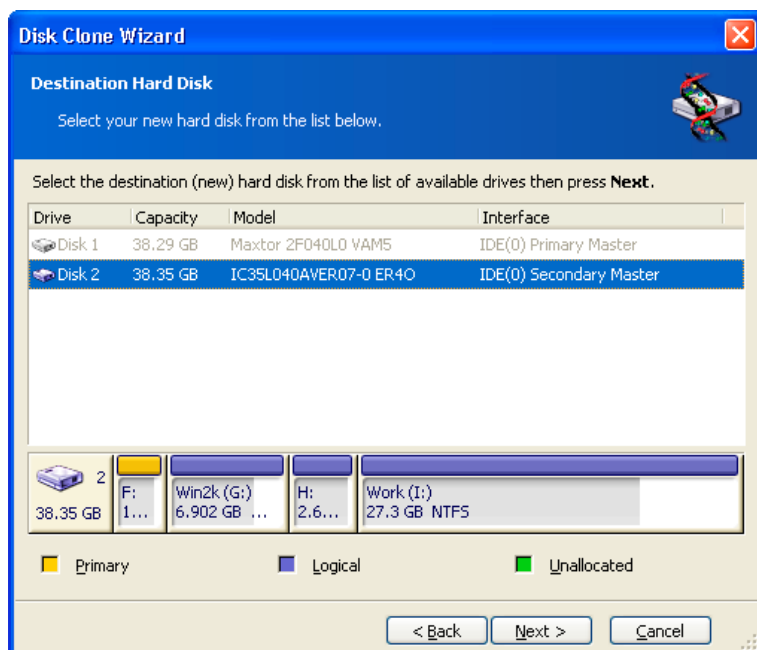 Disk Clone Wizard
Destination Hard Disk
Select your new hard disk from the list below.
Select the destination (new) hard disk from the list of available drives then press Next.
Drive Capacity Model Interface
Disk 1 38.29 GB Maxtor 2F040L0 VAM5 IDE(0) Primary Master
Disk 2 38.35 GB IC35L040AVER07-0 ER4O IDE(0) Secondary Master
2
F: Win2k (G:) H: Work (I:)
38.35 GB 1... 6.902 GB ... 2.6... 27.3 GB NTFS
Primary Logical Unallocated
< Back Next > Cancel